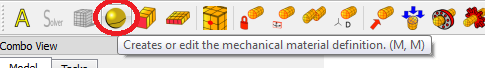 A Solver D
Creates or edit the mechanical material definition. (M, M)
Combo View
Model Tasks